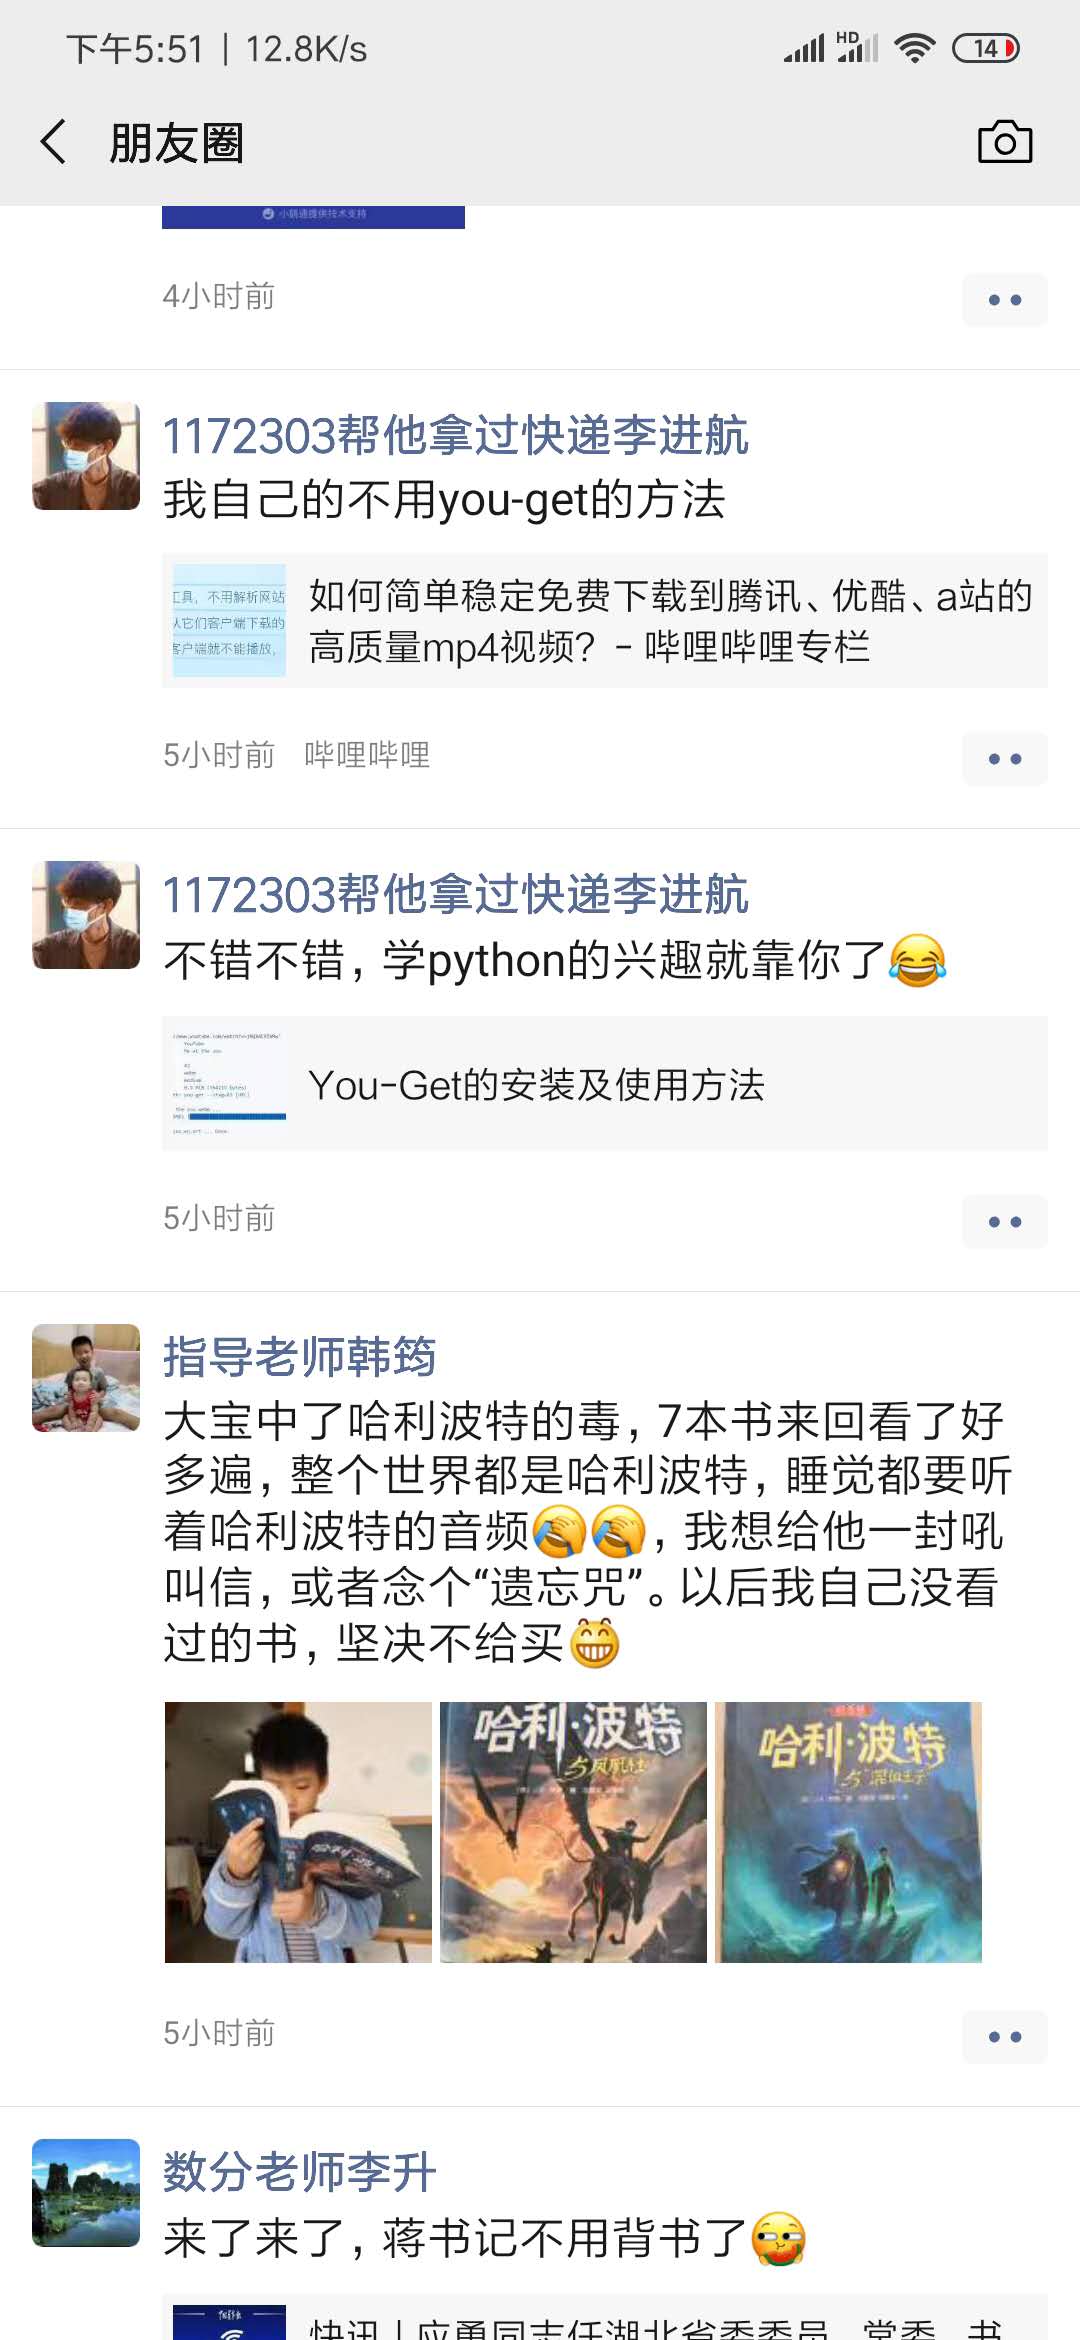 下午5:51 | 12.8K/s
HD
14
朋友圈
小鹅通提供技术支持
4小时前
1172303帮他拿过快递李进航
我自己的不用you-get的方法
工具，不用解析网站
从它们客户端下载的
客户端就不能播放，
如何简单稳定免费下载到腾讯、优酷、a站的
高质量mp4视频？- 哔哩哔哩专栏
5小时前 哔哩哔哩
1172303帮他拿过快递李进航
不错不错，学python的兴趣就靠你了😂
You-Get的安装及使用方法
5小时前
指导老师韩筠
大宝中了哈利波特的毒，7本书来回看了好
多遍，整个世界都是哈利波特，睡觉都要听
着哈利波特的音频，我想给他一封吼
叫信，或者念个“遗忘咒”。以后我自己没看
过的书，坚决不给买😁
哈利波特
哈利·波特
与凤凰社
哈利·波特
与“混血王子”
5小时前
数分老师李升
来了来了，蒋书记不用背书了
快讯 | 应勇同志任湖北省委委员、常委、书